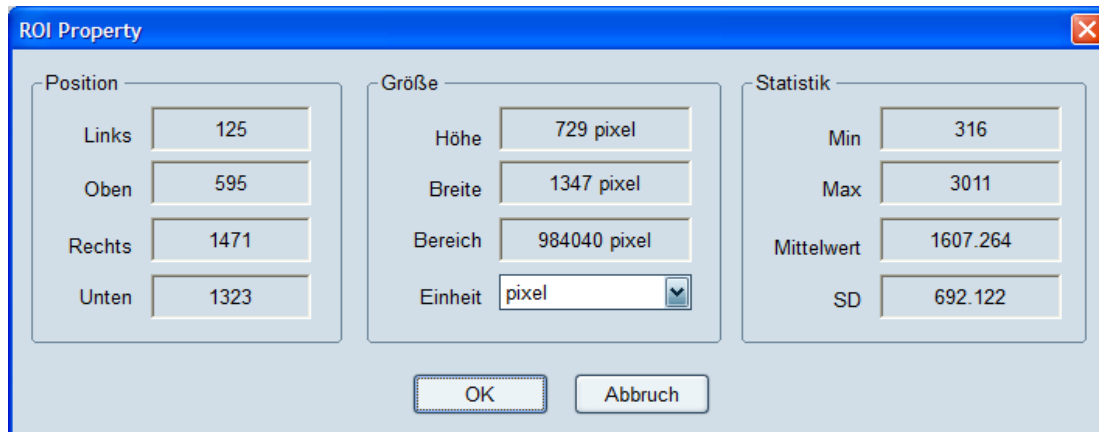 ROI Property
Position
Links 125
Oben 595
Rechts 1471
Unten 1323
Größe
Höhe 729 pixel
Breite 1347 pixel
Bereich 984040 pixel
Einheit pixel
Statistik
Min 316
Max 3011
Mittelwert 1607.264
SD 692.122
OK Abbruch